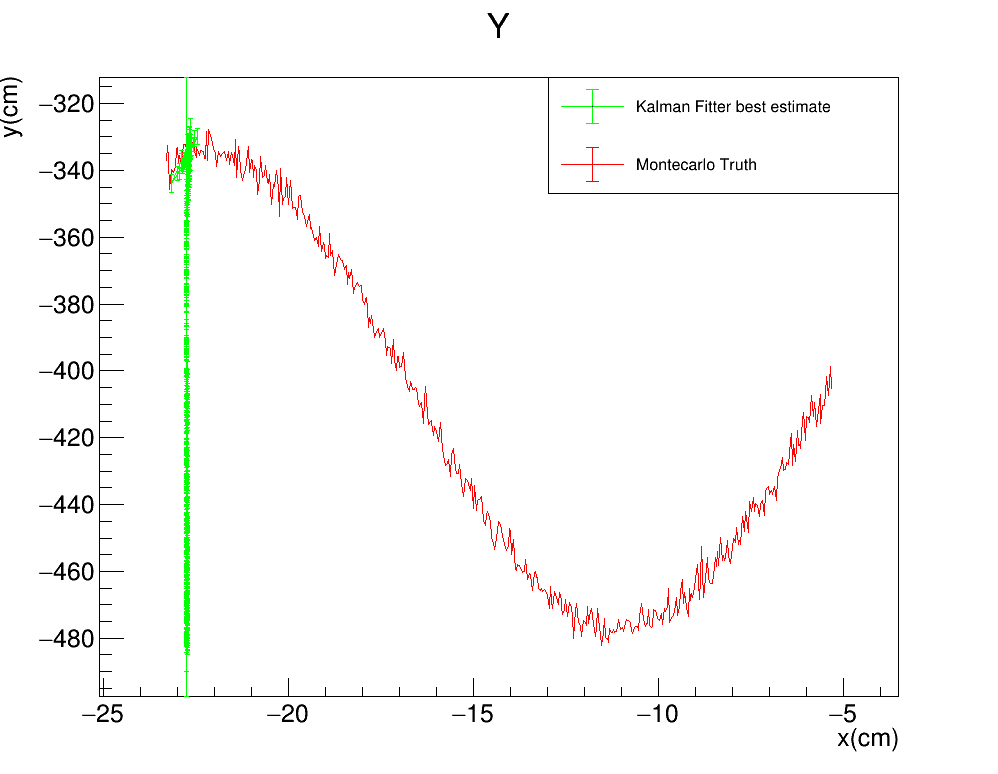 Y
y(cm)
Kalman Fitter best estimate
Montecarlo Truth
−320
−340
−360
−380
−400
−420
−440
−460
−480
−25 −20 −15 −10 −5
x(cm)